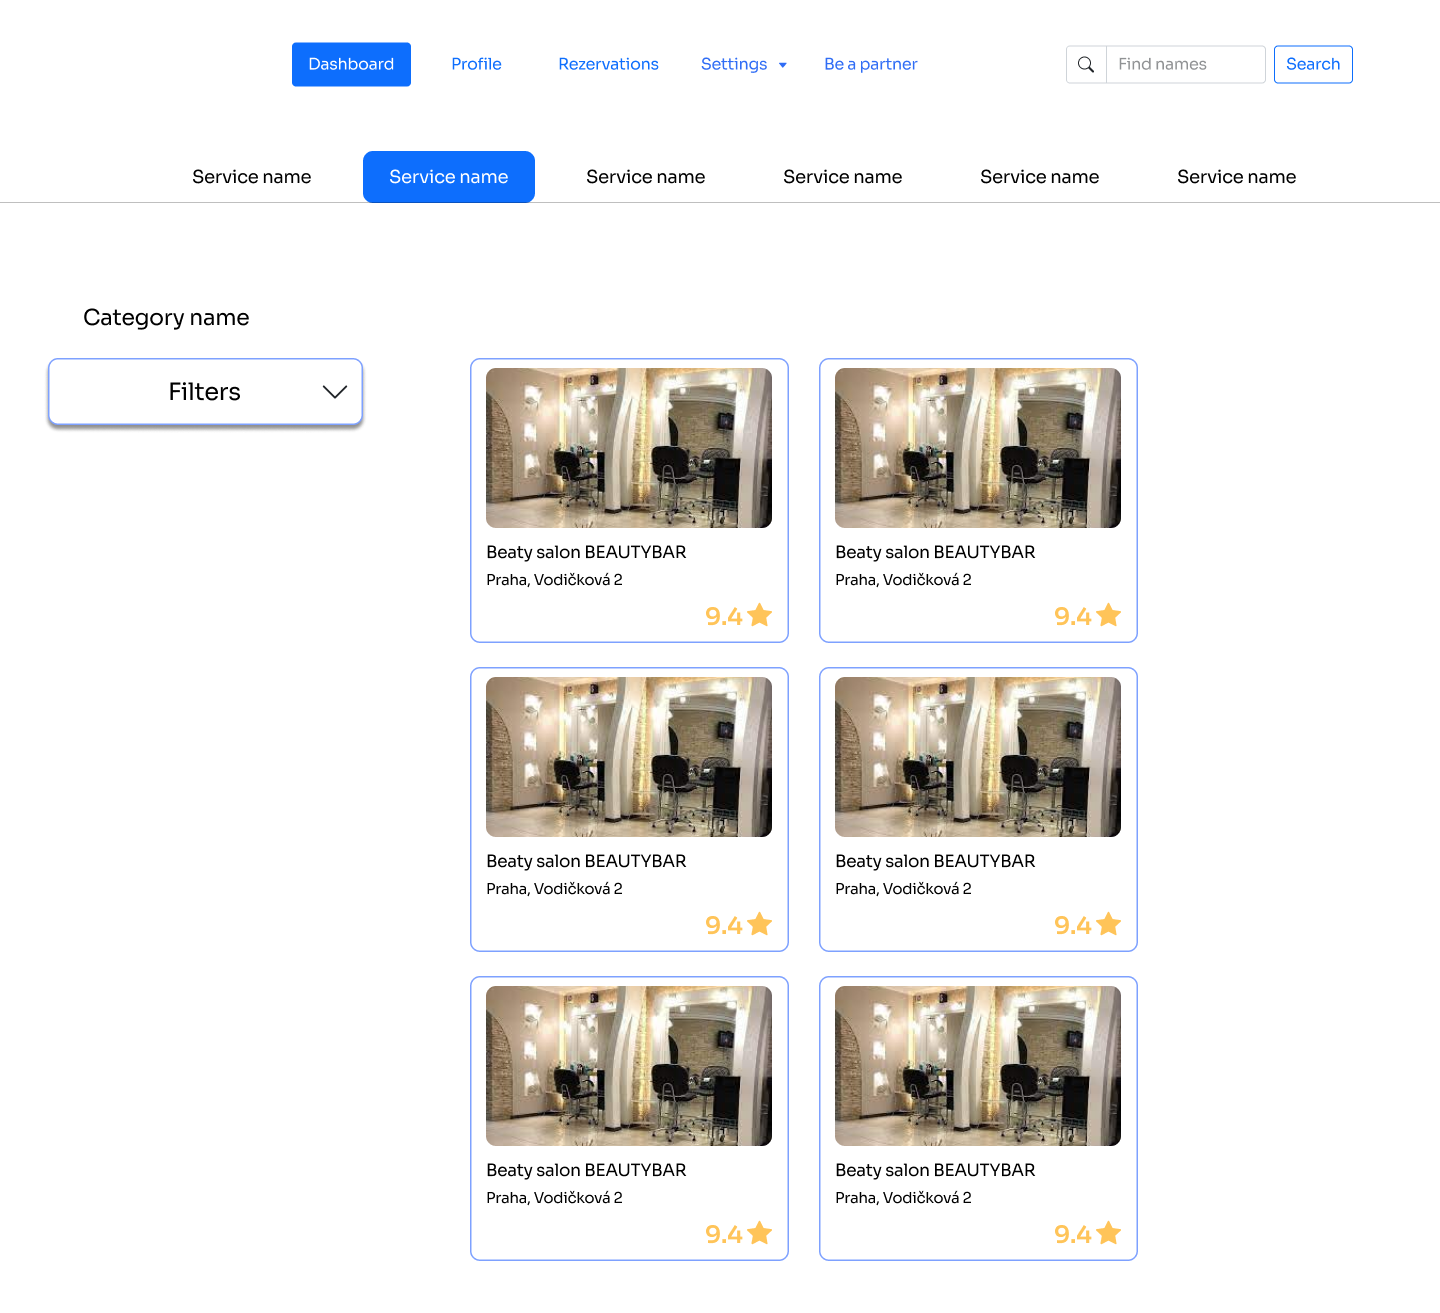 Dashboard Profile Rezervations Settings Be a partner Find names Search
Service name Service name Service name Service name Service name Service name
Category name
Filters
Beaty salon BEAUTYBAR
Praha, Vodičková 2
9.4
Beaty salon BEAUTYBAR
Praha, Vodičková 2
9.4
Beaty salon BEAUTYBAR
Praha, Vodičková 2
9.4
Beaty salon BEAUTYBAR
Praha, Vodičková 2
9.4
Beaty salon BEAUTYBAR
Praha, Vodičková 2
9.4
Beaty salon BEAUTYBAR
Praha, Vodičková 2
9.4